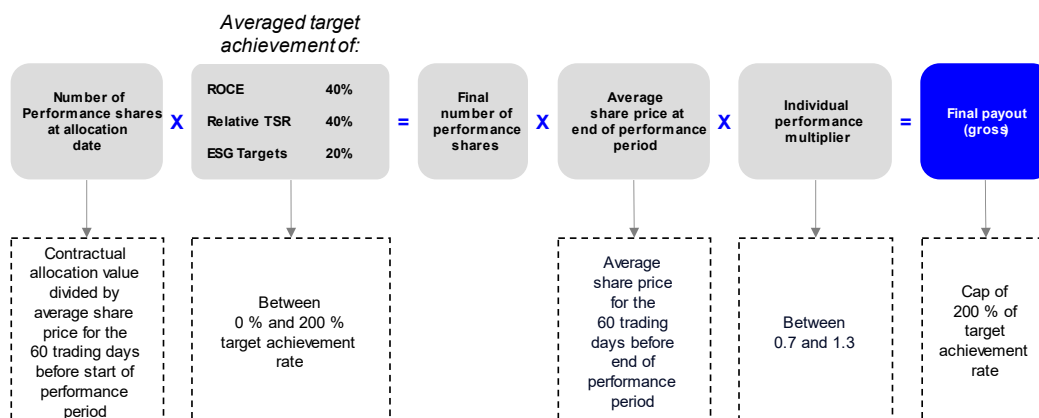 Averaged target
achievement of:
Number of
Performance shares
at allocation
date
X
ROCE 40%
Relative TSR 40%
ESG Targets 20%
=
Final
number of
performance
shares
X
Average
share price at
end of performance
period
X
Individual
performance
multiplier
=
Final payout
(gross)
Contractual
allocation value
divided by
average share
price for the
60 trading days
before start of
performance
period
Between
0 % and 200 %
target achievement
rate
Average
share price
for the
60 trading
days before
end of
performance
period
Between
0.7 and 1.3
Cap of
200 % of
target
achievement
rate